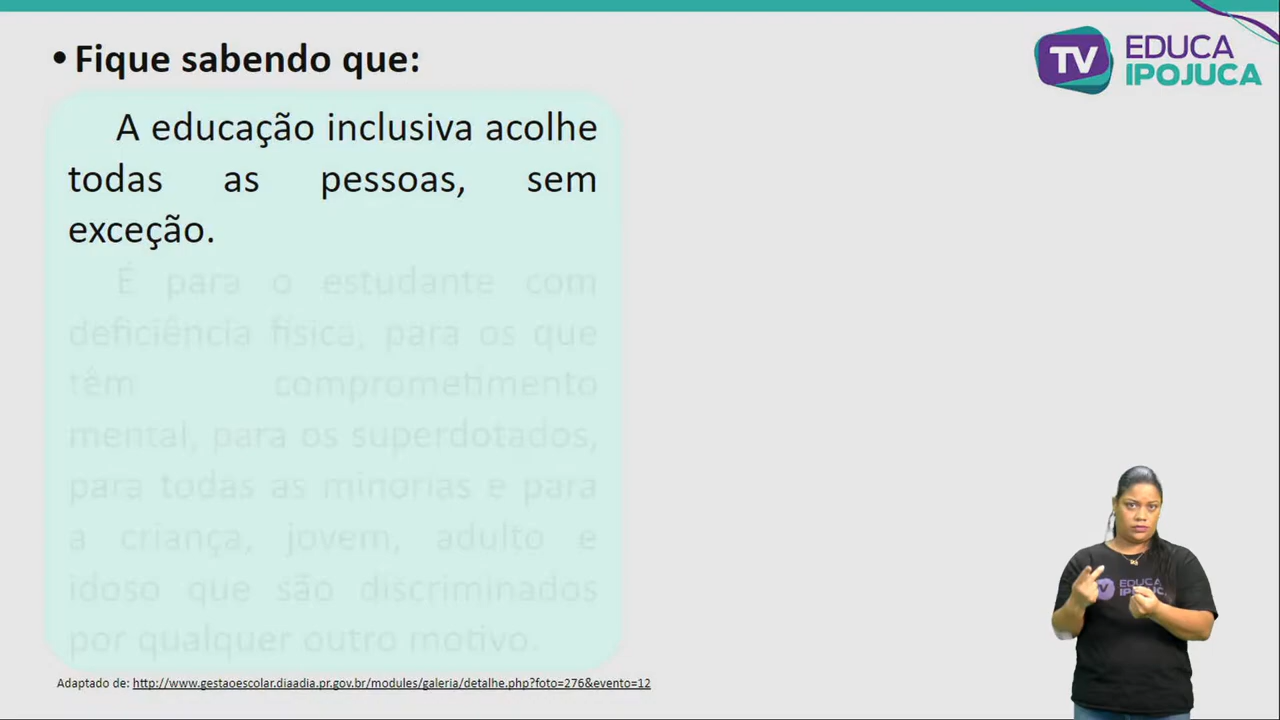 • Fique sabendo que:
TV EDUCA
IPOJUCA
A educação inclusiva acolhe
todas as pessoas, sem
exceção.
É para o estudante com
deficiência física, para os que
têm comprometimento
mental, para os superdotados,
para todas as minorias e para
a criança, jovem, adulto e
idoso que são discriminados
por qualquer outro motivo.
EDUCA
Adaptado de: http://www.gestaoescolar.diaadia.pr.gov.br/modules/galeria/detalhe.php?foto=276&evento=12